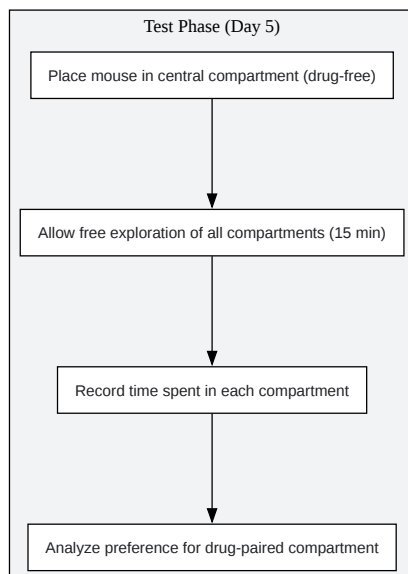 Test Phase (Day 5)
Place mouse in central compartment (drug-free)
Allow free exploration of all compartments (15 min)
Record time spent in each compartment
Analyze preference for drug-paired compartment